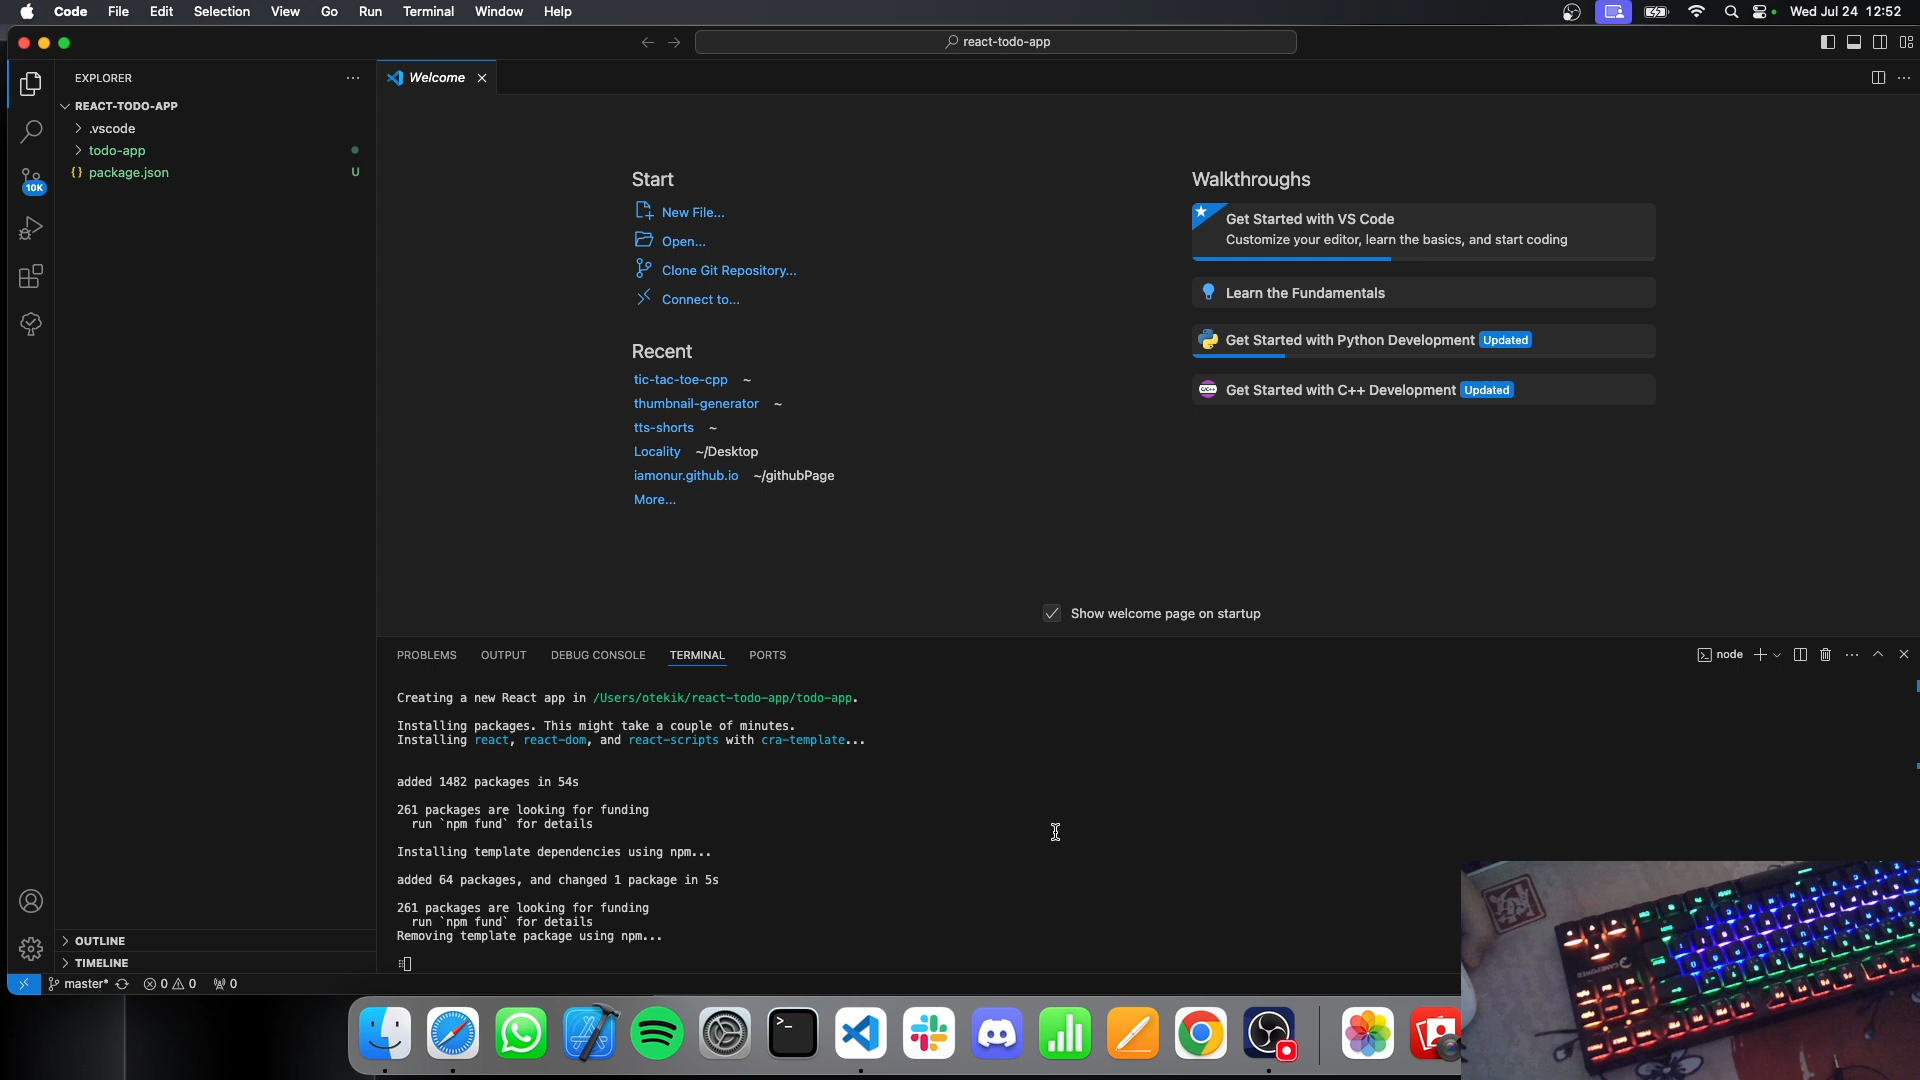 Code File Edit Selection View Go Run Terminal Window Help
Wed Jul 24 12:52
react-todo-app
EXPLORER
REACT-TODO-APP
.vscode
todo-app
package.json U
10K
OUTLINE
TIMELINE
Welcome
Start
New File...
Open...
Clone Git Repository...
Connect to...
Recent
tic-tac-toe-cpp ~
thumbnail-generator ~
tts-shorts ~
Locality ~/Desktop
iamonur.github.io ~/githubPage
More...
Walkthroughs
Get Started with VS Code
Customize your editor, learn the basics, and start coding
Learn the Fundamentals
Get Started with Python Development Updated
Get Started with C++ Development Updated
Show welcome page on startup
PROBLEMS OUTPUT DEBUG CONSOLE TERMINAL PORTS
node
Creating a new React app in /Users/otekik/react-todo-app/todo-app.
Installing packages. This might take a couple of minutes.
Installing react, react-dom, and react-scripts with cra-template...
added 1482 packages in 54s
261 packages are looking for funding
run `npm fund` for details
Installing template dependencies using npm...
added 64 packages, and changed 1 package in 5s
261 packages are looking for funding
run `npm fund` for details
Removing template package using npm...
master* 0 0 0